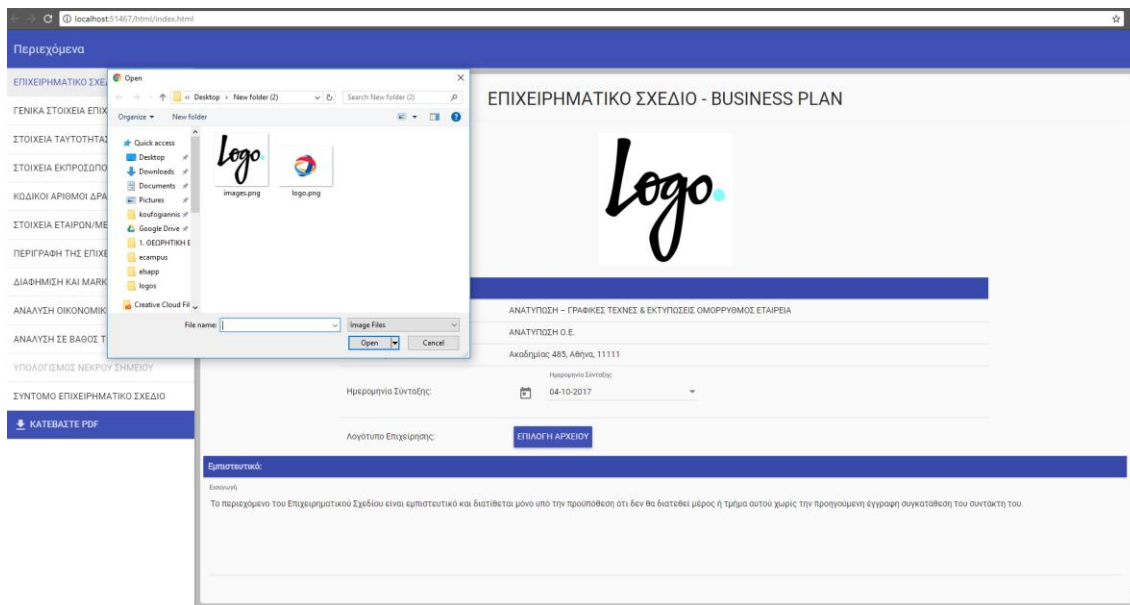 localhost:51467/html/index.html
Περιεχόμενα
ΕΠΙΧΕΙΡΗΜΑΤΙΚΟ ΣΧΕ
ΓΕΝΙΚΑ ΣΤΟΙΧΕΙΑ ΕΠΙΧ
ΣΤΟΙΧΕΙΑ ΤΑΥΤΟΤΗΤΑΣ
ΣΤΟΙΧΕΙΑ ΕΚΠΡΟΣΩΠΟ
ΚΩΔΙΚΟΙ ΑΡΙΘΜΟΙ ΔΡΑ
ΣΤΟΙΧΕΙΑ ΕΤΑΙΡΩΝ/ΜΕ
ΠΕΡΙΓΡΑΦΗ ΤΗΣ ΕΠΙΧΕ
ΔΙΑΦΗΜΙΣΗ ΚΑΙ MARK
ΑΝΑΛΥΣΗ ΟΙΚΟΝΟΜΙΚ
ΑΝΑΛΥΣΗ ΣΕ ΒΑΘΟΣ Τ
ΥΠΟΛΟΓΙΣΜΟΣ ΝΕΚΡΟΥ ΣΗΜΕΙΟΥ
ΣΥΝΤΟΜΟ ΕΠΙΧΕΙΡΗΜΑΤΙΚΟ ΣΧΕΔΙΟ
ΚΑΤΕΒΑΣΤΕ PDF
Open
« Desktop › New folder (2)
Search New folder (2)
Organize
New folder
Quick access
Desktop
Downloads
Documents
Pictures
koufogiannis
Google Drive
1. ΘΕΩΡΗΤΙΚΗ Ε
ecampus
elsapp
logos
Creative Cloud Fil
Logo.
images.png
logo.png
File name:
Image Files
Open
Cancel
ΕΠΙΧΕΙΡΗΜΑΤΙΚΟ ΣΧΕΔΙΟ - BUSINESS PLAN
Logo.
ΑΝΑΤΥΠΩΣΗ – ΓΡΑΦΙΚΕΣ ΤΕΧΝΕΣ & ΕΚΤΥΠΩΣΕΙΣ ΟΜΟΡΡΥΘΜΟΣ ΕΤΑΙΡΕΙΑ
ΑΝΑΤΥΠΩΣΗ Ο.Ε.
Ακαδημίας 485, Αθήνα, 11111
Ημερομηνία Σύνταξης:
Ημερομηνία Σύνταξης
04-10-2017
Λογότυπο Επιχείρησης:
ΕΠΙΛΟΓΗ ΑΡΧΕΙΟΥ
Εμπιστευτικό:
Εισαγωγή
Το περιεχόμενο του Επιχειρηματικού Σχεδίου είναι εμπιστευτικό και διατίθεται μόνο υπό την προϋπόθεση ότι δεν θα διατεθεί μέρος ή τμήμα αυτού χωρίς την προηγούμενη έγγραφη συγκατάθεση του συντάκτη του.